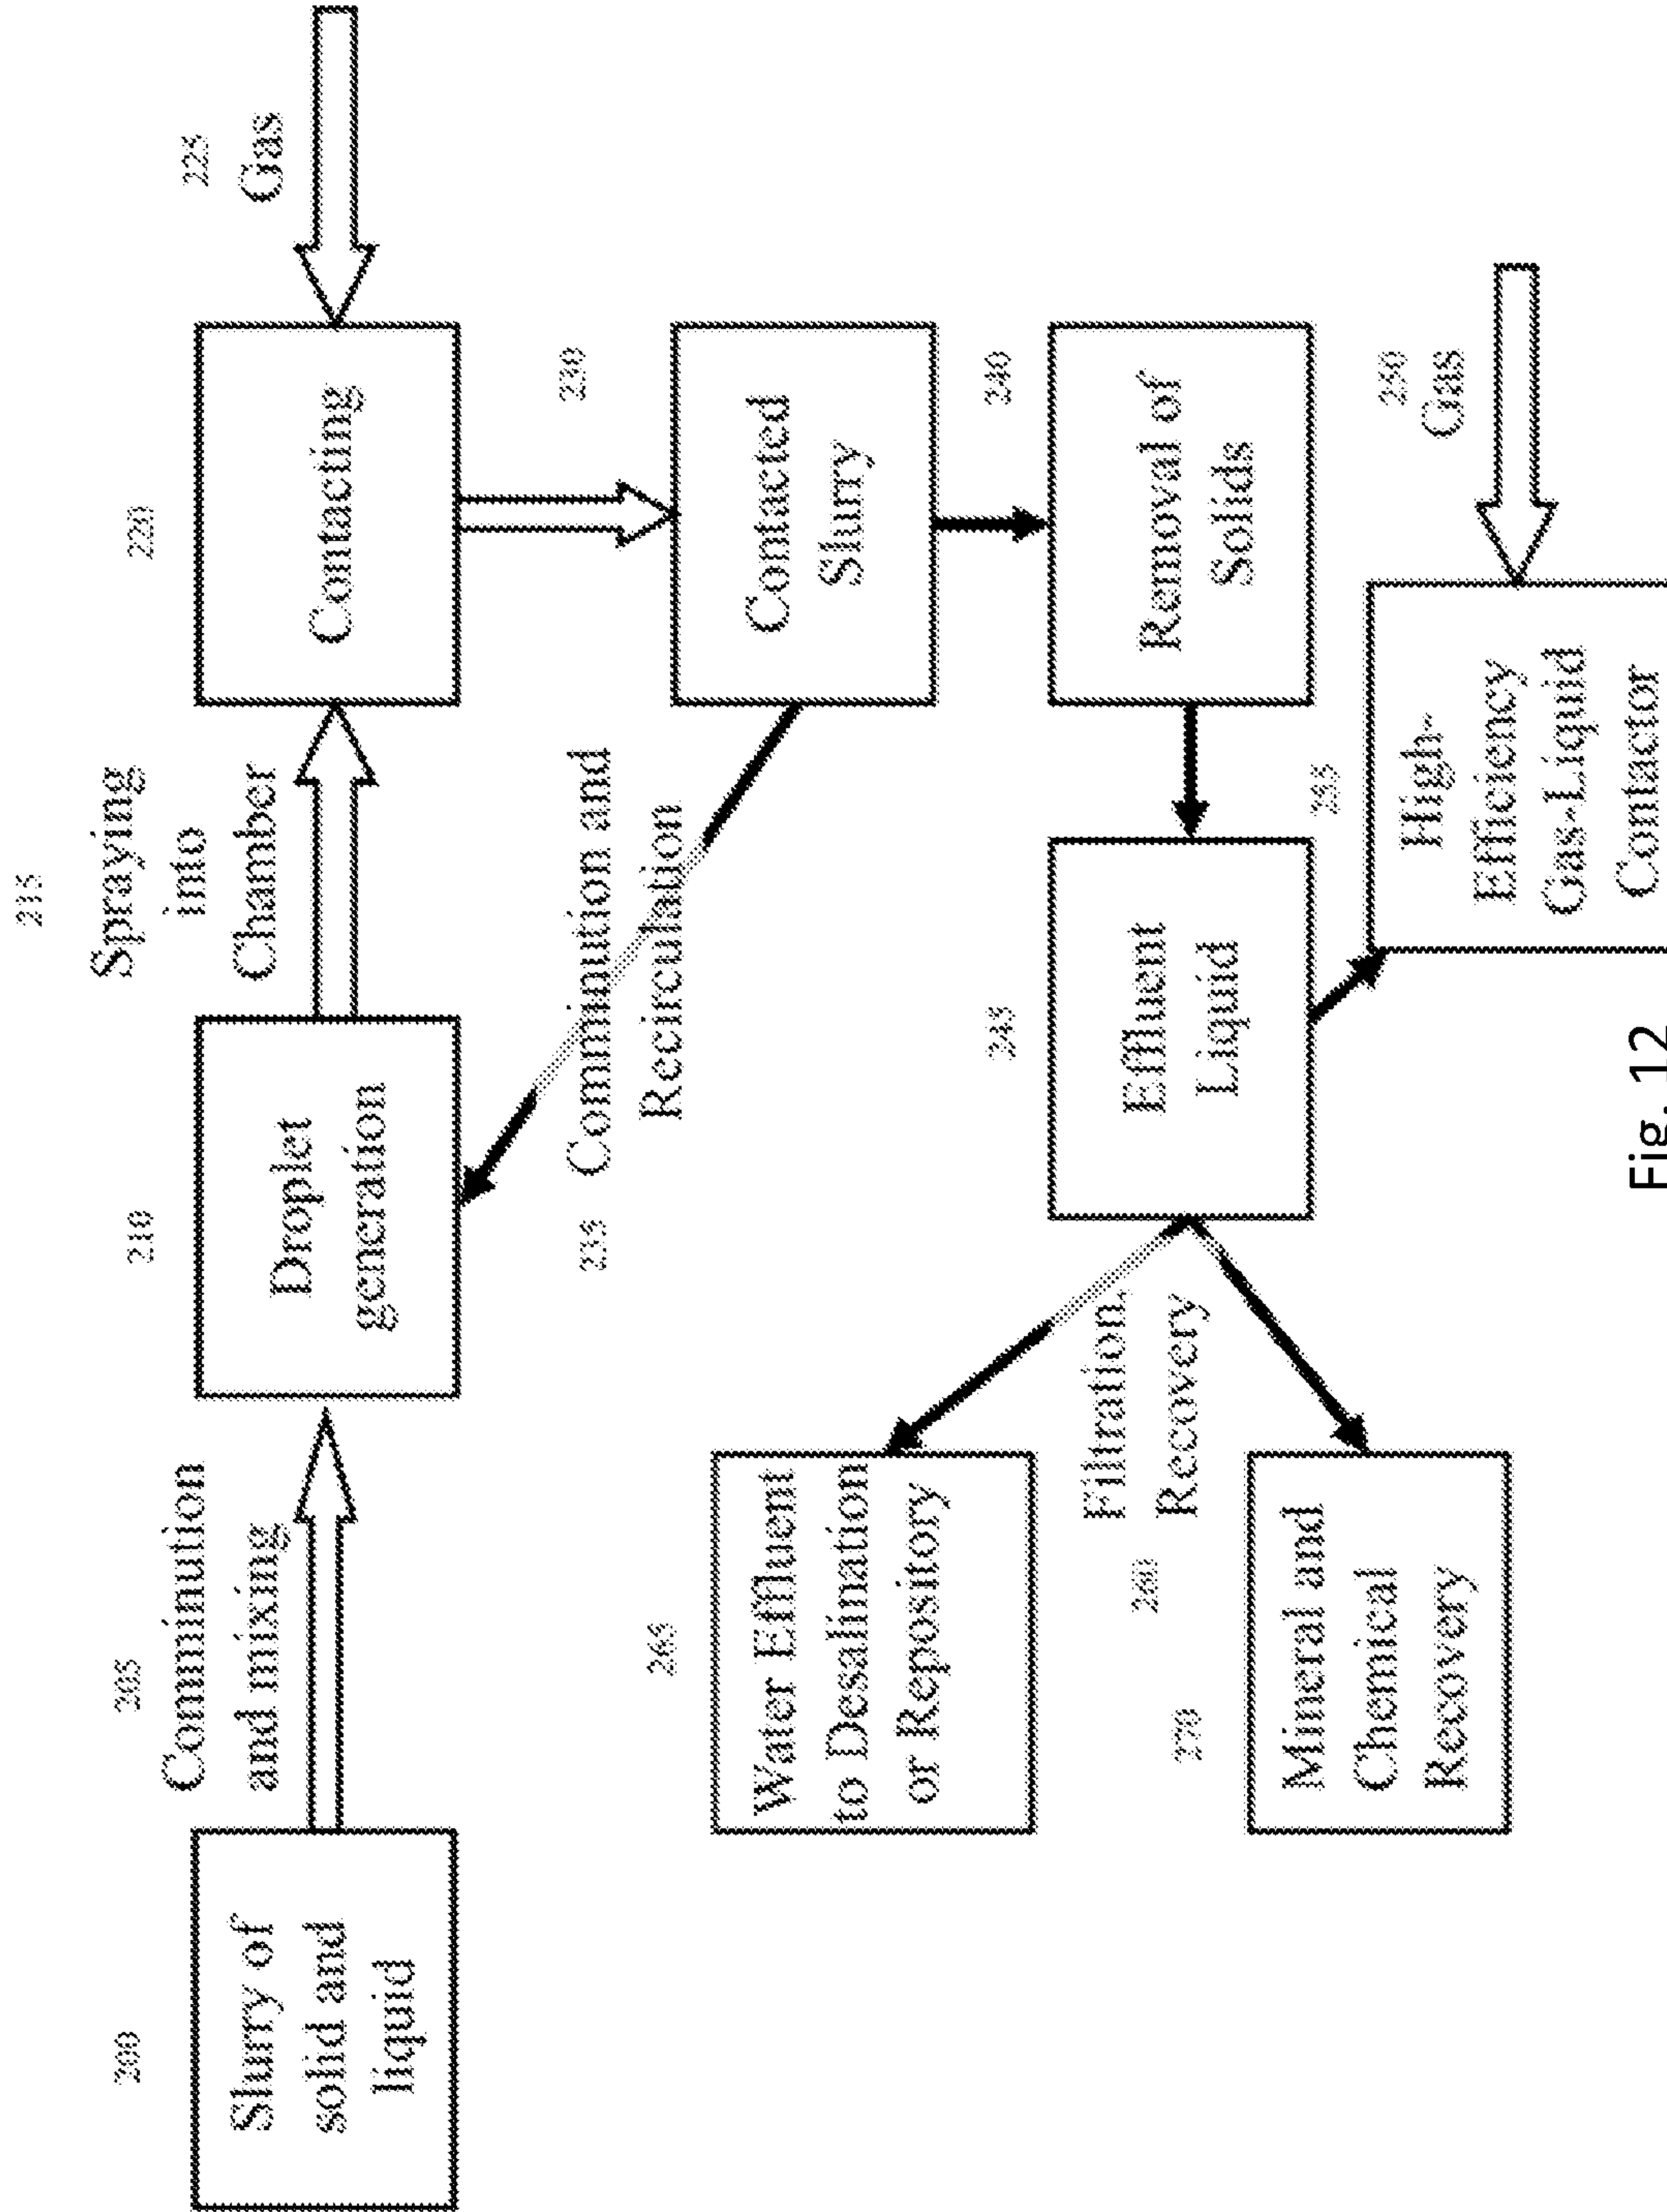 200
Slurry of
solid and
liquid
205
Comminution
and mixing
210
Droplet
generation
215
Spraying
into
Chamber
220
Contacting
225
Gas
230
Contacted
Slurry
235
Comminution and
Recirculation
240
Removal of
Solids
245
Effluent
Liquid
250
Gas
255
High-
Efficiency
Gas-Liquid
Contactor
Filtration,
Recovery
260
265
Water Effluent
to Desalination
or Repository
270
Mineral and
Chemical
Recovery
Fig. 12